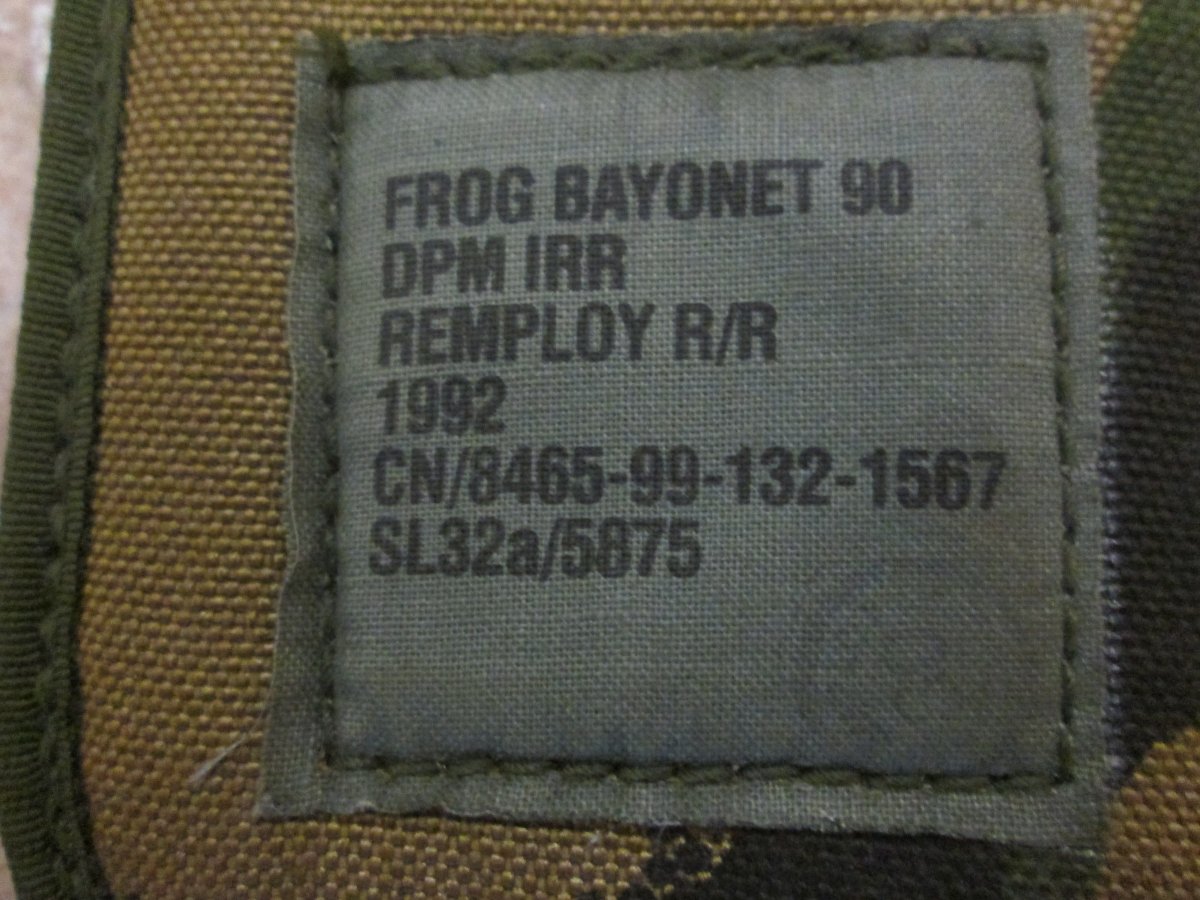 FROG BAYONET 90
DPM IRR
REMPLOY R/R
1992
CN/8465-99-132-1567
SL32a/5875